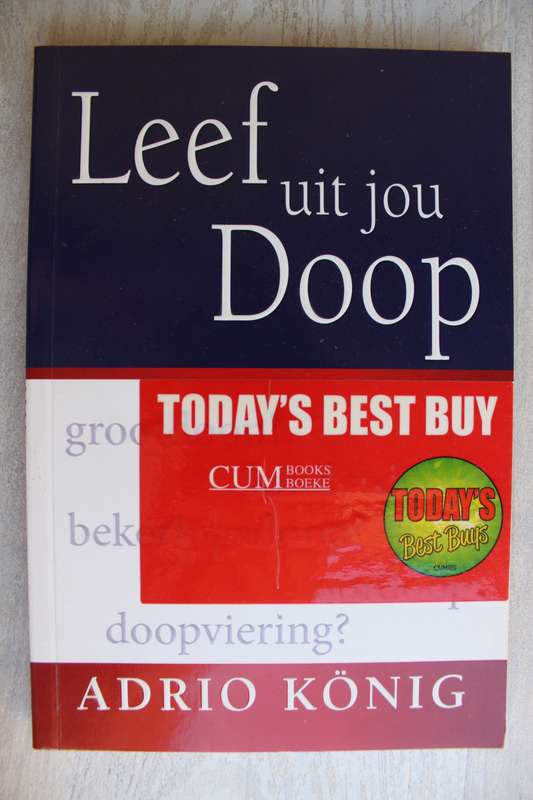 Leef
uit jou
Doop
TODAY'S BEST BUY
CUM BOOKS
BOEKE
TODAY'S
Best Buys
doopviering?
ADRIO KÖNIG